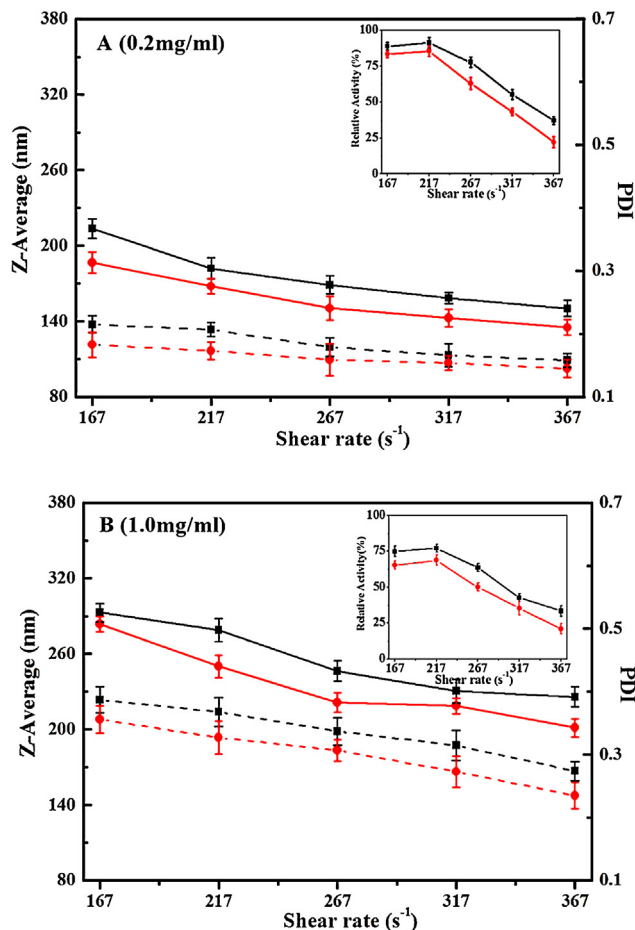 A (0.2mg/ml)
380
320
260
200
140
80
Z-Average (nm)
0.7
0.5
0.3
0.1
PDI
167 217 267 317 367
Shear rate (s-1)
100
75
50
25
0
Relative Activity (%)
167 217 267 317 367
Shear rate (s-1)
B (1.0mg/ml)
380
320
260
200
140
80
Z-Average (nm)
0.7
0.5
0.3
0.1
PDI
167 217 267 317 367
Shear rate (s-1)
100
75
50
25
0
Relative Activity(%)
167 217 267 317 367
Shear rate (s-1)